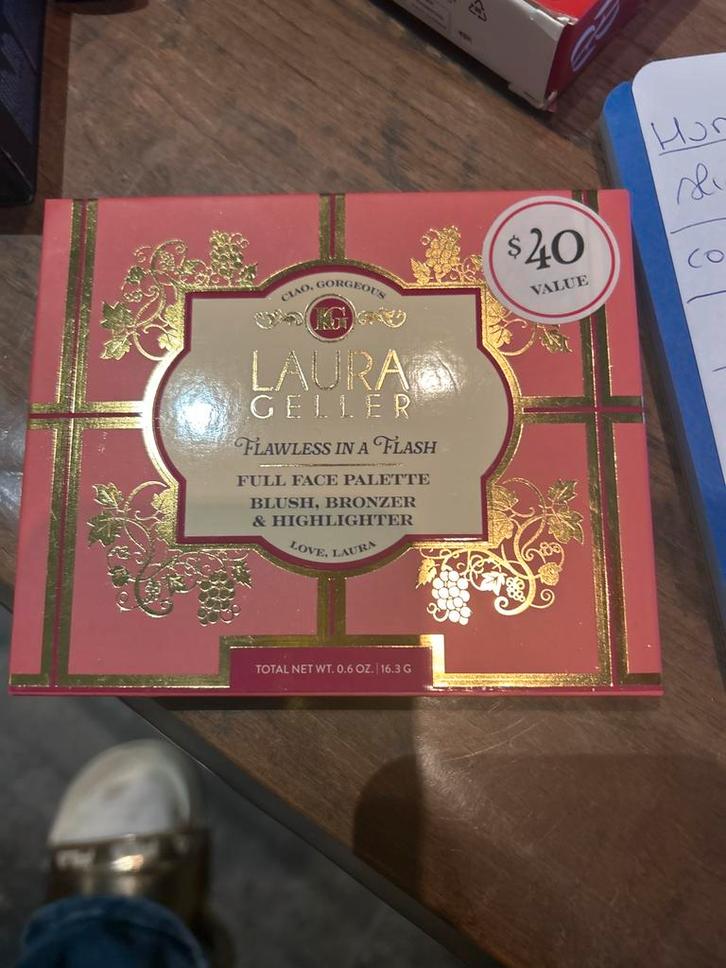 $40
VALUE
CIAO, GORGEOUS
LG
LAURA
GELLER
FLAWLESS IN A FLASH
FULL FACE PALETTE
BLUSH, BRONZER
& HIGHLIGHTER
LOVE, LAURA
TOTAL NET WT. 0.6 OZ. | 16.3 G